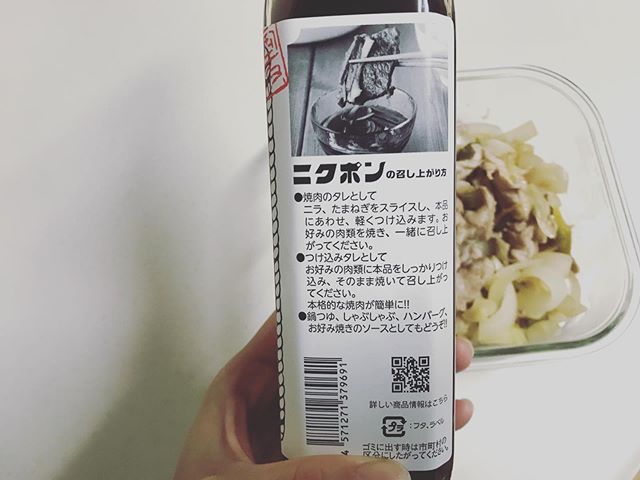 ニクポンの召し上がり方
●焼肉のタレとして
ニラ、たまねぎをスライスし、本品
にあわせ、軽くつけ込みます。お
好みの肉類を焼き、一緒に召し上
がってください。
●つけ込みタレとして
お好みの肉類に本品をしっかりつけ
込み、そのまま焼いて召し上がっ
てください。
本格的な焼肉が簡単に!!
●鍋つゆ、しゃぶしゃぶ、ハンバーグ、
お好み焼きのソースとしてもどうぞ!!
詳しい商品情報はこちら
プラ
:フタ、ラベル
ゴミに出す時は市町村の
区分にしたがってください。
4 571271 379691